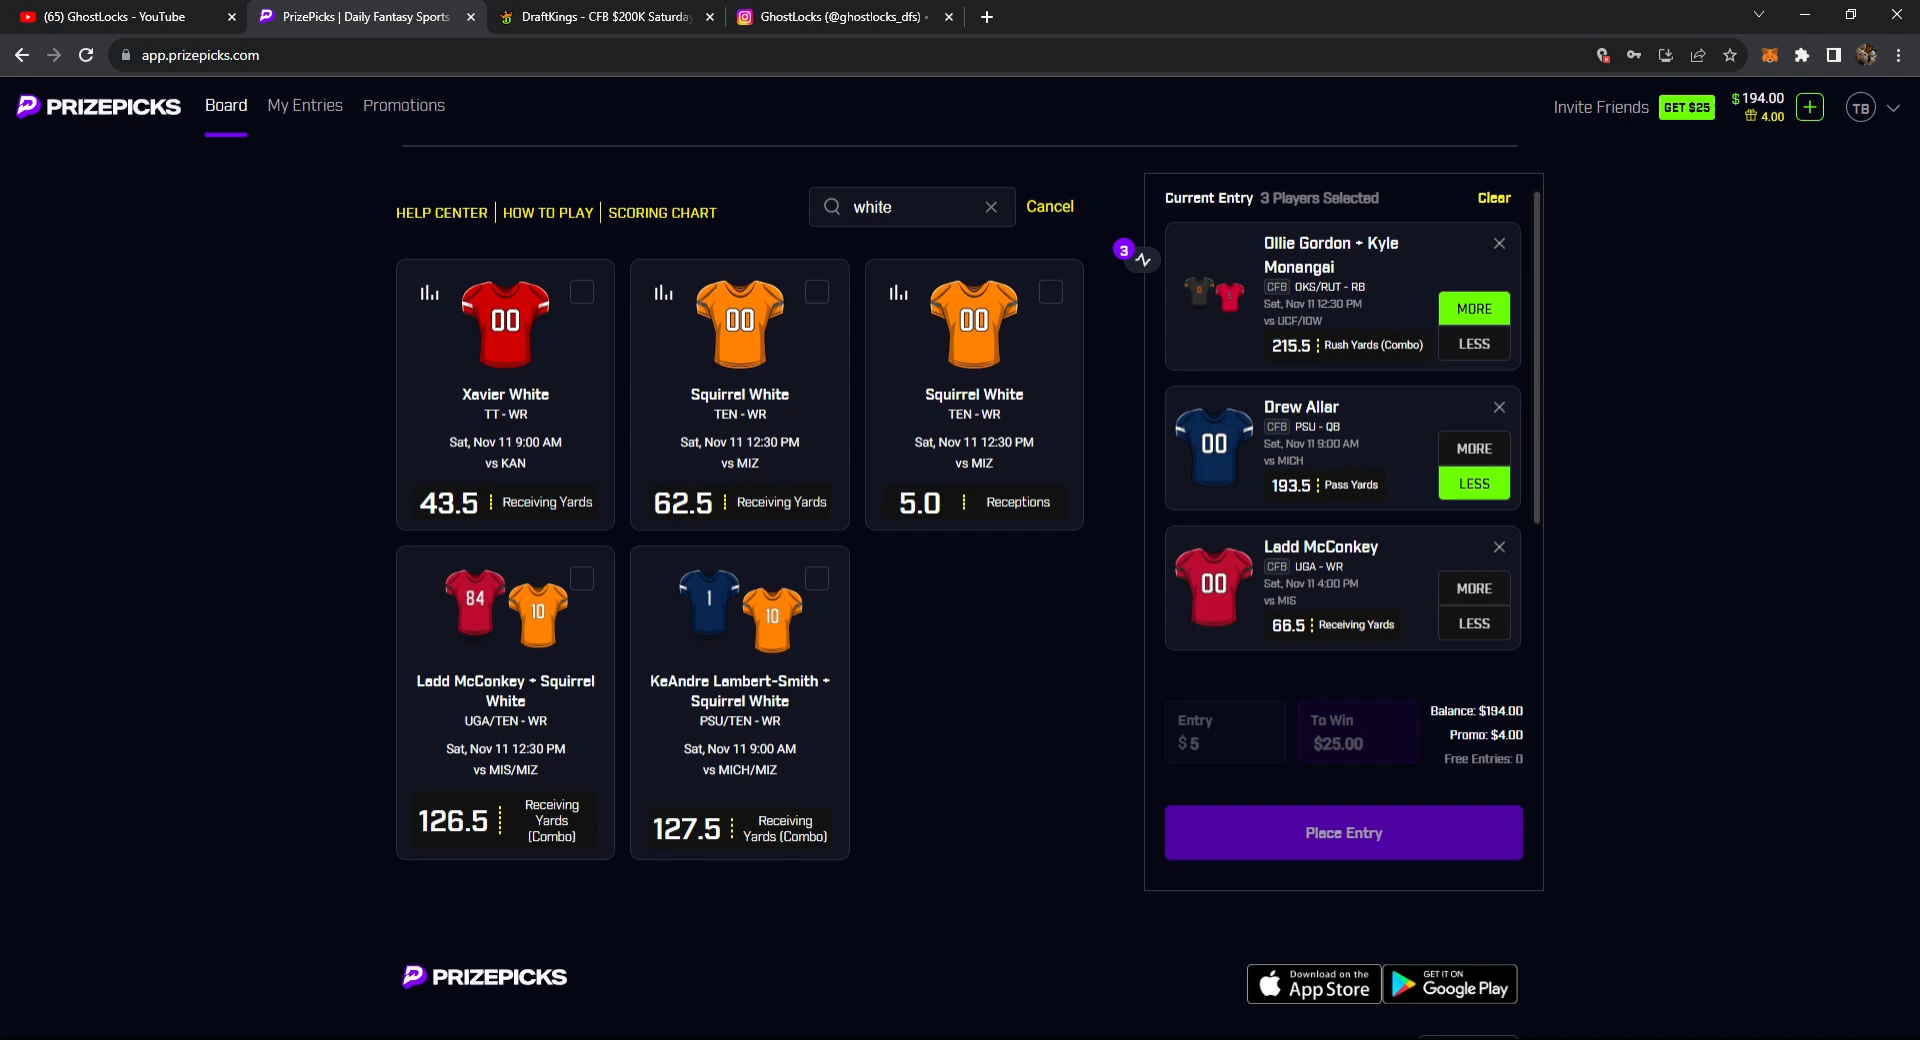 (65) GhostLocks - YouTube
PrizePicks | Daily Fantasy Sports
DraftKings - CFB $200K Saturday
GhostLocks (@ghostlocks_dfs) •
app.prizepicks.com
PRIZEPICKS
Board
My Entries
Promotions
Invite Friends
GET $25
$194.00
4.00
TB
HELP CENTER
HOW TO PLAY
SCORING CHART
white
Cancel
00
Xavier White
TT - WR
Sat, Nov 11 9:00 AM
vs KAN
43.5
Receiving Yards
00
Squirrel White
TEN - WR
Sat, Nov 11 12:30 PM
vs MIZ
62.5
Receiving Yards
00
Squirrel White
TEN - WR
Sat, Nov 11 12:30 PM
vs MIZ
5.0
Receptions
84
10
Ladd McConkey + Squirrel
White
UGA/TEN - WR
Sat, Nov 11 12:30 PM
vs MIS/MIZ
126.5
Receiving
Yards
(Combo)
1
10
KeAndre Lambert-Smith +
Squirrel White
PSU/TEN - WR
Sat, Nov 11 9:00 AM
vs MICH/MIZ
127.5
Receiving
Yards (Combo)
Current Entry 3 Players Selected
Clear
3
Ollie Gordon + Kyle
Monangai
CFB OKS/RUT - RB
Sat, Nov 11 12:30 PM
vs UCF/IOW
215.5 Rush Yards (Combo)
MORE
LESS
00
Drew Allar
CFB PSU - QB
Sat, Nov 11 9:00 AM
vs MICH
193.5 Pass Yards
MORE
LESS
00
Ladd McConkey
CFB UGA - WR
Sat, Nov 11 4:00 PM
vs MIS
66.5 Receiving Yards
MORE
LESS
Entry
$ 5
To Win
$25.00
Balance: $194.00
Promo: $4.00
Free Entries: 0
Place Entry
PRIZEPICKS
Download on the
App Store
GET IT ON
Google Play